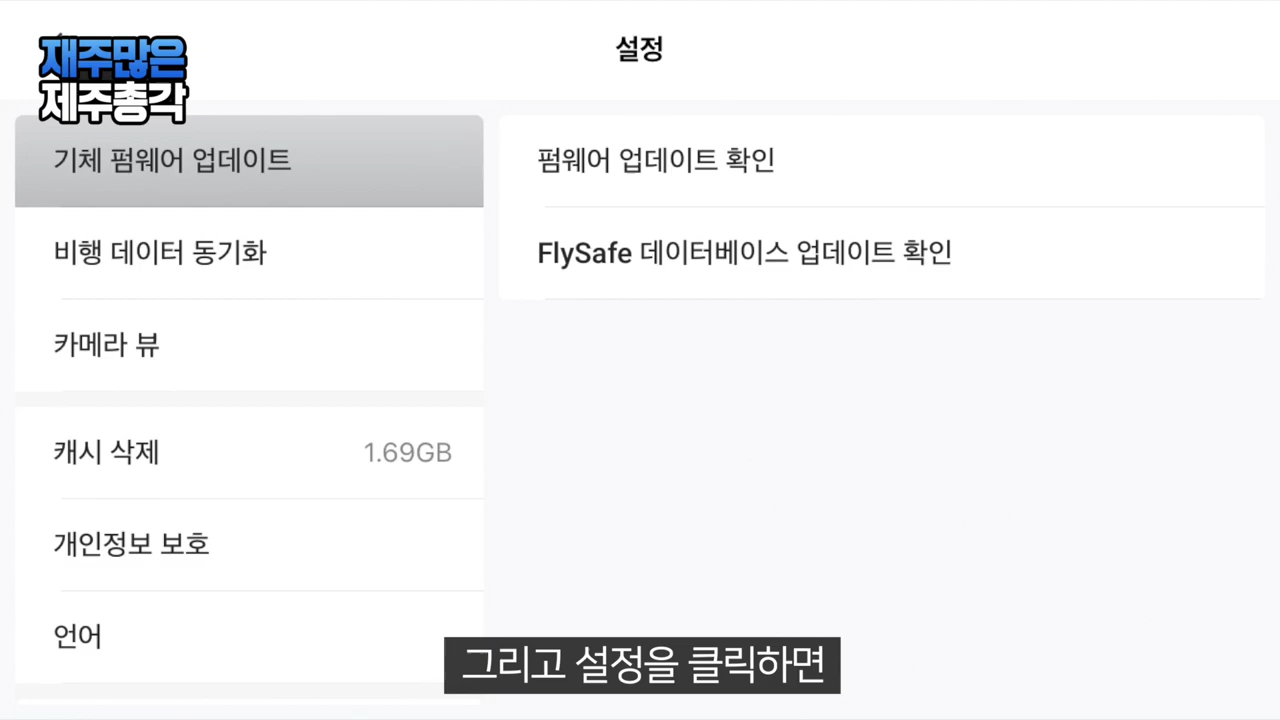 재주많은
제주총각
설정
기체 펌웨어 업데이트
비행 데이터 동기화
카메라 뷰
캐시 삭제 1.69GB
개인정보 보호
언어
펌웨어 업데이트 확인
FlySafe 데이터베이스 업데이트 확인
그리고 설정을 클릭하면